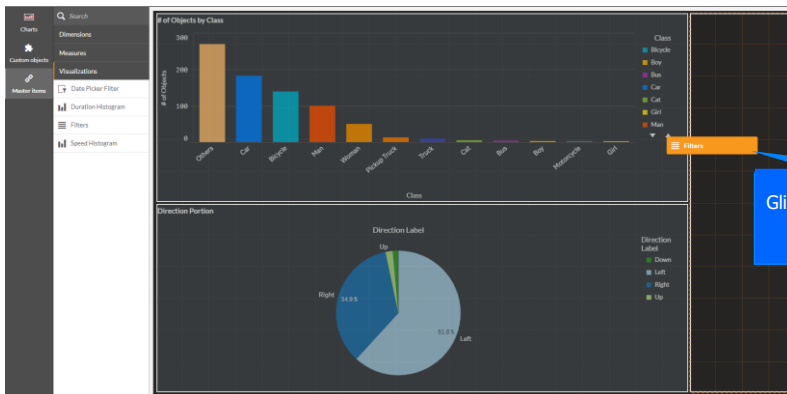 Charts
Custom objects
Master items
Search
Dimensions
Measures
Visualizations
Date Picker Filter
Duration Histogram
Filters
Speed Histogram
# of Objects by Class
# of Objects
300
200
100
0
Others
Car
Bicycle
Man
Woman
Pickup Truck
Truck
Cat
Bus
Boy
Motorcycle
Girl
Class
Class
Bicycle
Boy
Bus
Car
Cat
Girl
Man
Filters
Gli
Direction Portion
Direction Label
Up
Right
34.9 %
61.8 %
Left
Direction
Label
Down
Left
Right
Up